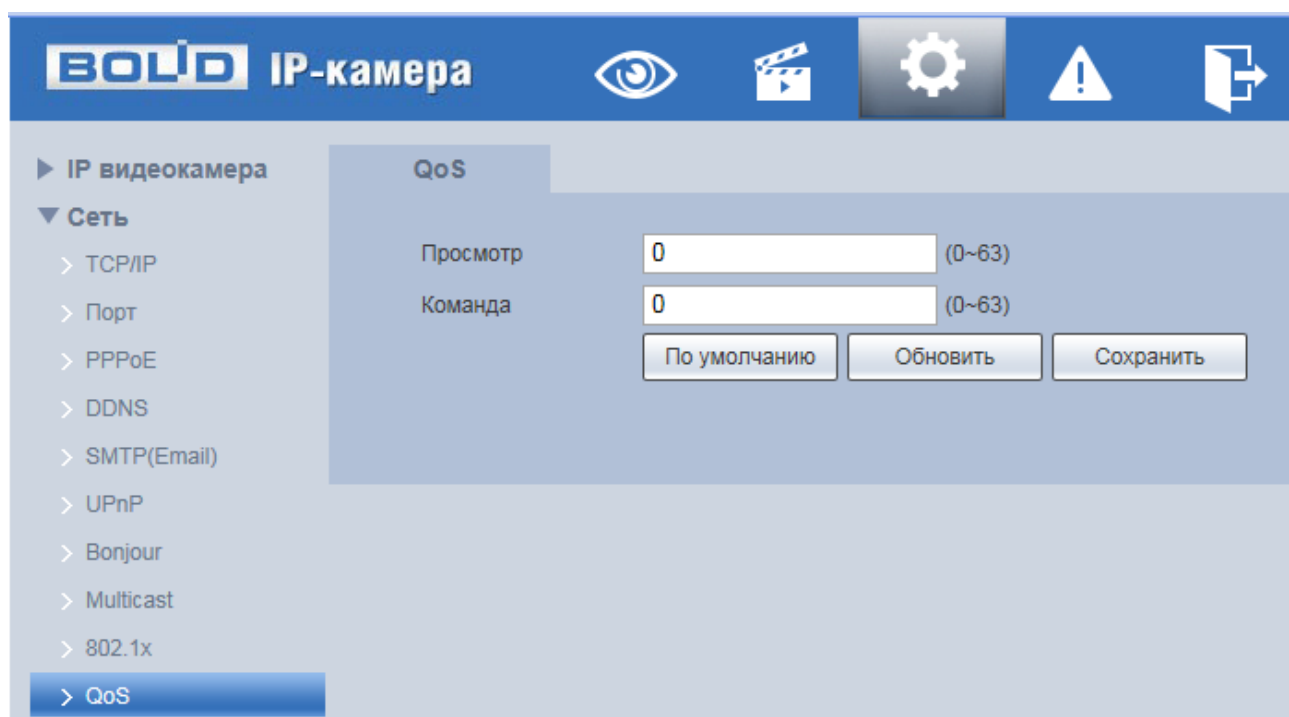 BOLID IP-камера
IP видеокамера
Сеть
TCP/IP
Порт
PPPoE
DDNS
SMTP(Email)
UPnP
Bonjour
Multicast
802.1x
QoS
QoS
Просмотр 0 (0~63)
Команда 0 (0~63)
По умолчанию Обновить Сохранить